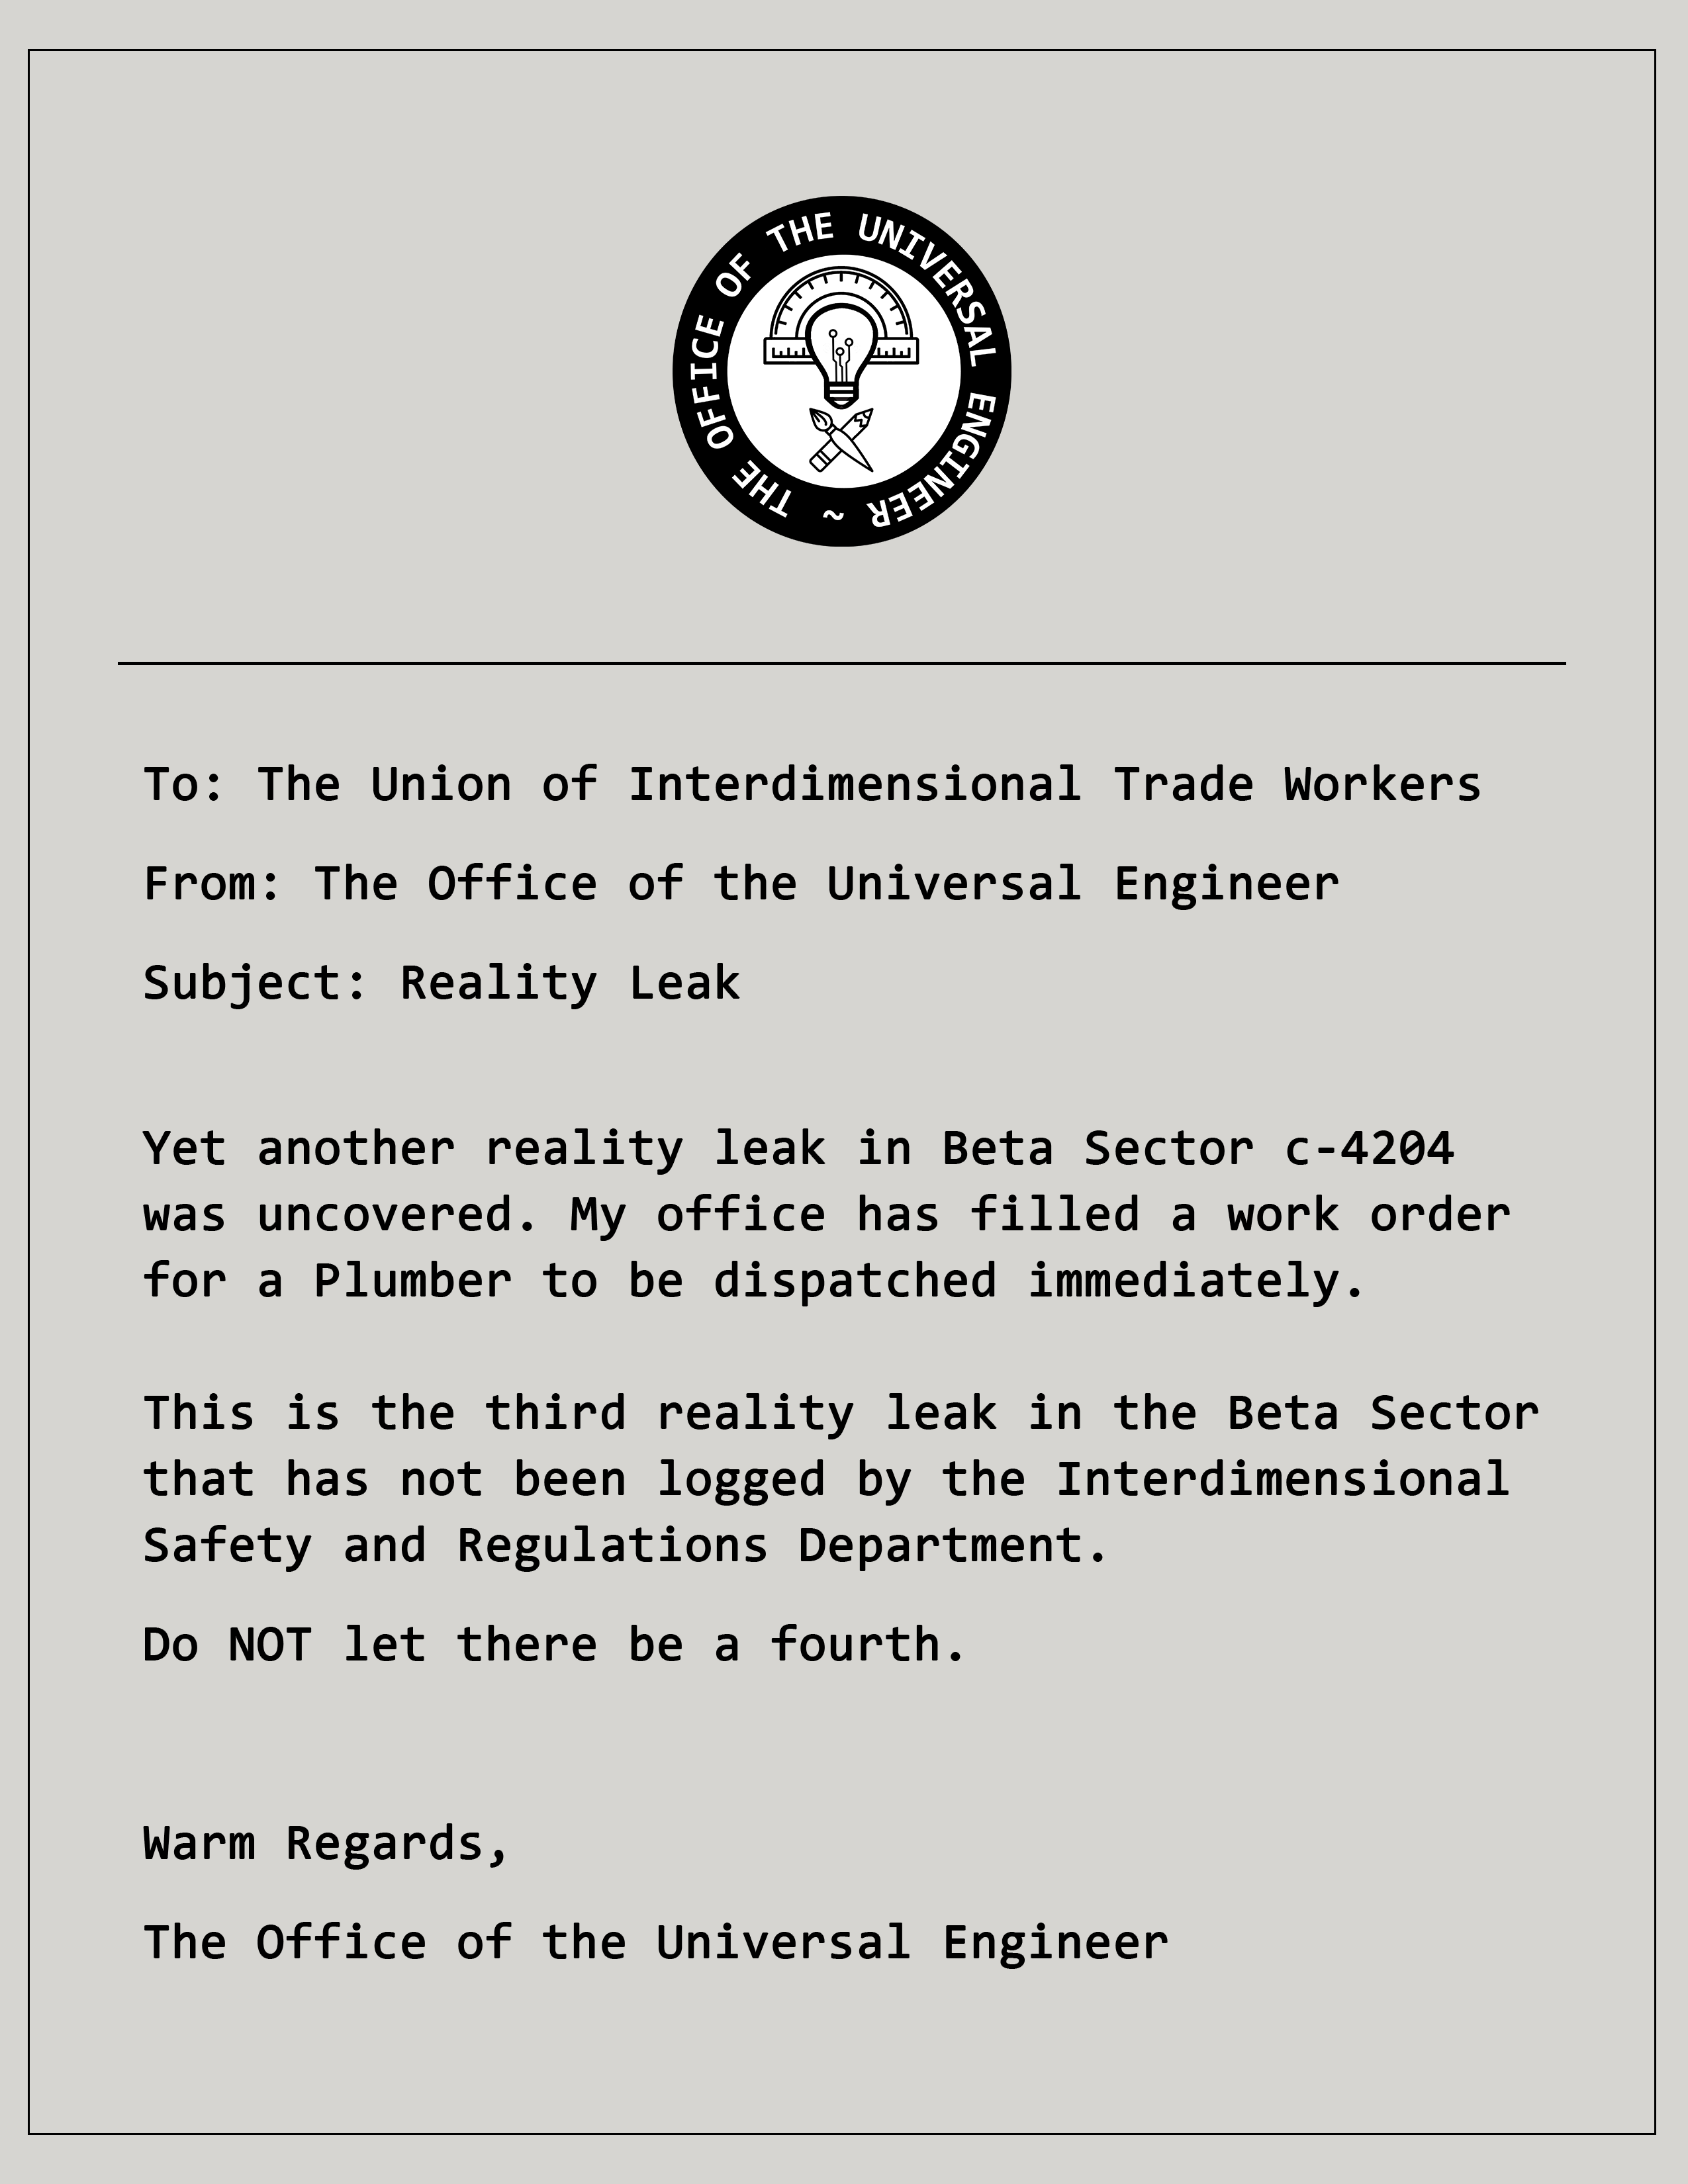 THE OFFICE OF THE UNIVERSAL ENGINEER ~
To: The Union of Interdimensional Trade Workers
From: The Office of the Universal Engineer
Subject: Reality Leak
Yet another reality leak in Beta Sector c-4204
was uncovered. My office has filled a work order
for a Plumber to be dispatched immediately.
This is the third reality leak in the Beta Sector
that has not been logged by the Interdimensional
Safety and Regulations Department.
Do NOT let there be a fourth.
Warm Regards,
The Office of the Universal Engineer